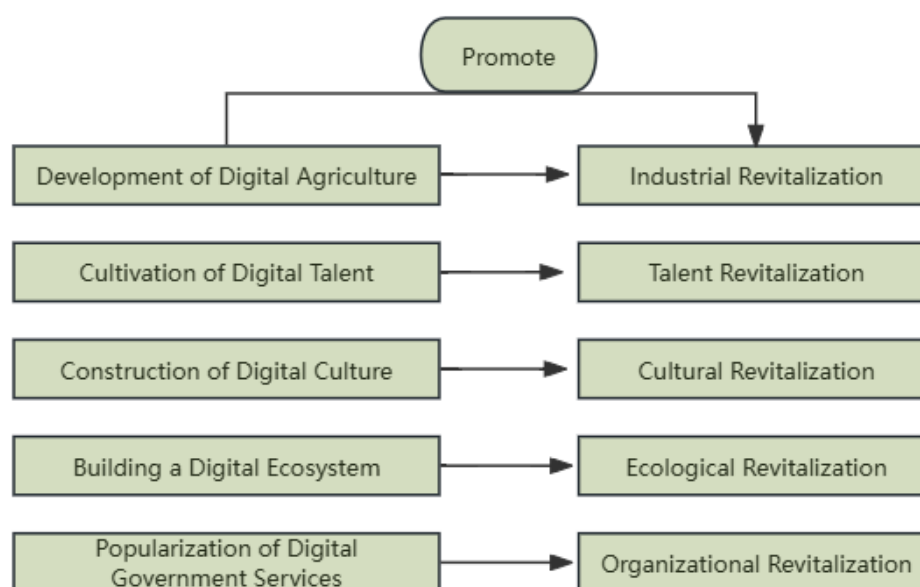 Promote
Development of Digital Agriculture
Industrial Revitalization
Cultivation of Digital Talent
Talent Revitalization
Construction of Digital Culture
Cultural Revitalization
Building a Digital Ecosystem
Ecological Revitalization
Popularization of Digital
Government Services
Organizational Revitalization